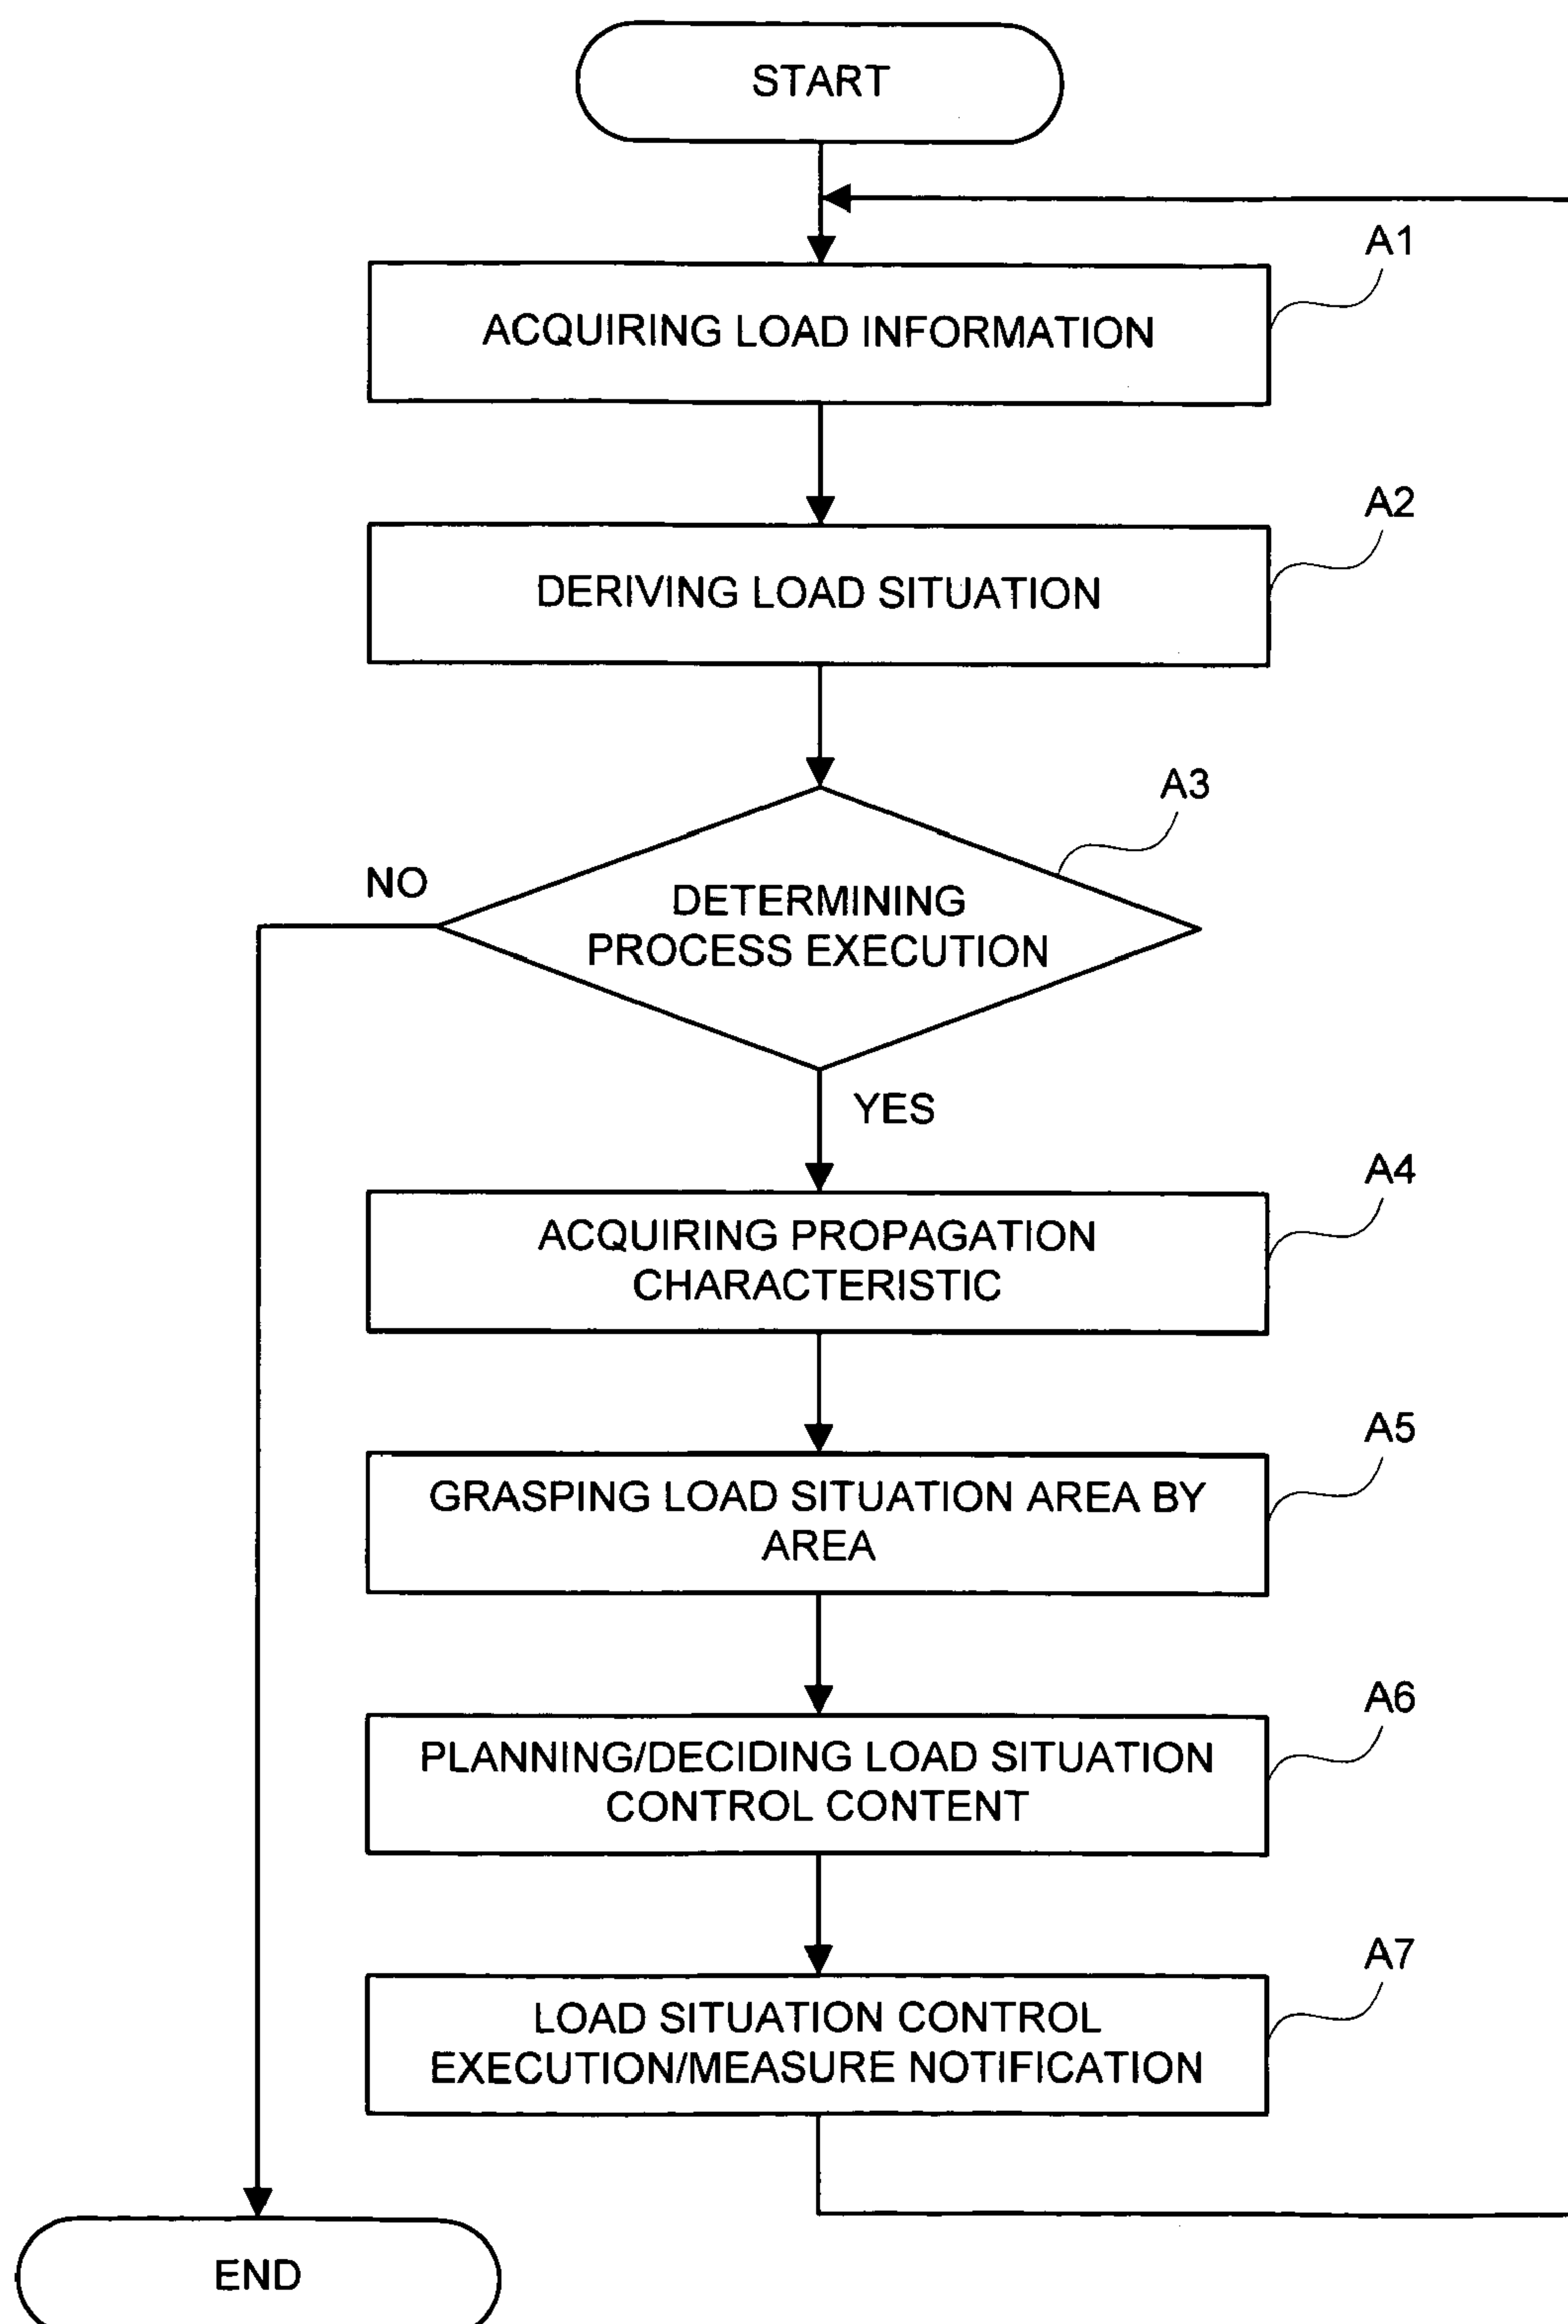 START
A1
ACQUIRING LOAD INFORMATION
A2
DERIVING LOAD SITUATION
A3
NO
DETERMINING
PROCESS EXECUTION
YES
A4
ACQUIRING PROPAGATION
CHARACTERISTIC
A5
GRASPING LOAD SITUATION AREA BY
AREA
A6
PLANNING/DECIDING LOAD SITUATION
CONTROL CONTENT
A7
LOAD SITUATION CONTROL
EXECUTION/MEASURE NOTIFICATION
END